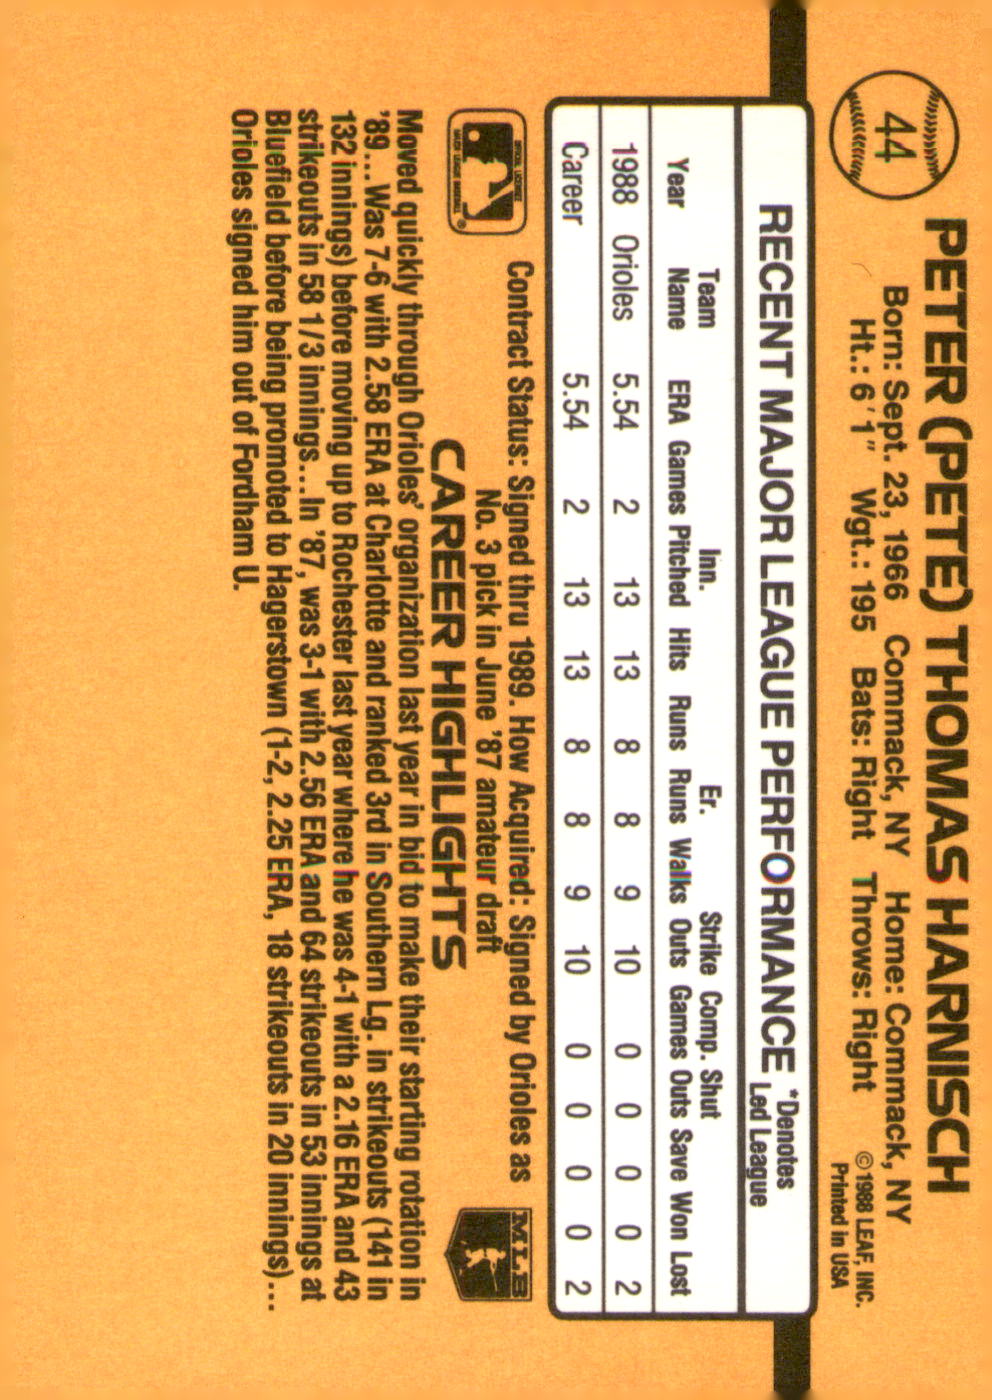 44
PETER (PETE) THOMAS HARNISCH
Born: Sept. 23, 1966 Commack, NY Home: Commack, NY
Ht.: 6'1" Wgt.: 195 Bats: Right Throws: Right
©1988 LEAF, INC.
Printed in USA
RECENT MAJOR LEAGUE PERFORMANCE *Denotes Led League
Year Team Name ERA Games Inn. Pitched Hits Runs Er. Runs Walks Strike Outs Comp. Games Shut Outs Save Won Lost
1988 Orioles 5.54 2 13 13 8 8 9 10 0 0 0 0 2
Career 5.54 2 13 13 8 8 9 10 0 0 0 0 2
OFFICIAL LICENSEE
MAJOR LEAGUE BASEBALL
®
Contract Status: Signed thru 1989. How Acquired: Signed by Orioles as
No. 3 pick in June '87 amateur draft
MLB
CAREER HIGHLIGHTS
Moved quickly through Orioles' organization last year in bid to make their starting rotation in
'89...Was 7-6 with 2.58 ERA at Charlotte and ranked 3rd in Southern Lg. in strikeouts (141 in
132 innings) before moving up to Rochester last year where he was 4-1 with a 2.16 ERA and 43
strikeouts in 58 1/3 innings...In '87, was 3-1 with 2.56 ERA and 64 strikeouts in 53 innings at
Bluefield before being promoted to Hagerstown (1-2, 2.25 ERA, 18 strikeouts in 20 innings)...
Orioles signed him out of Fordham U.